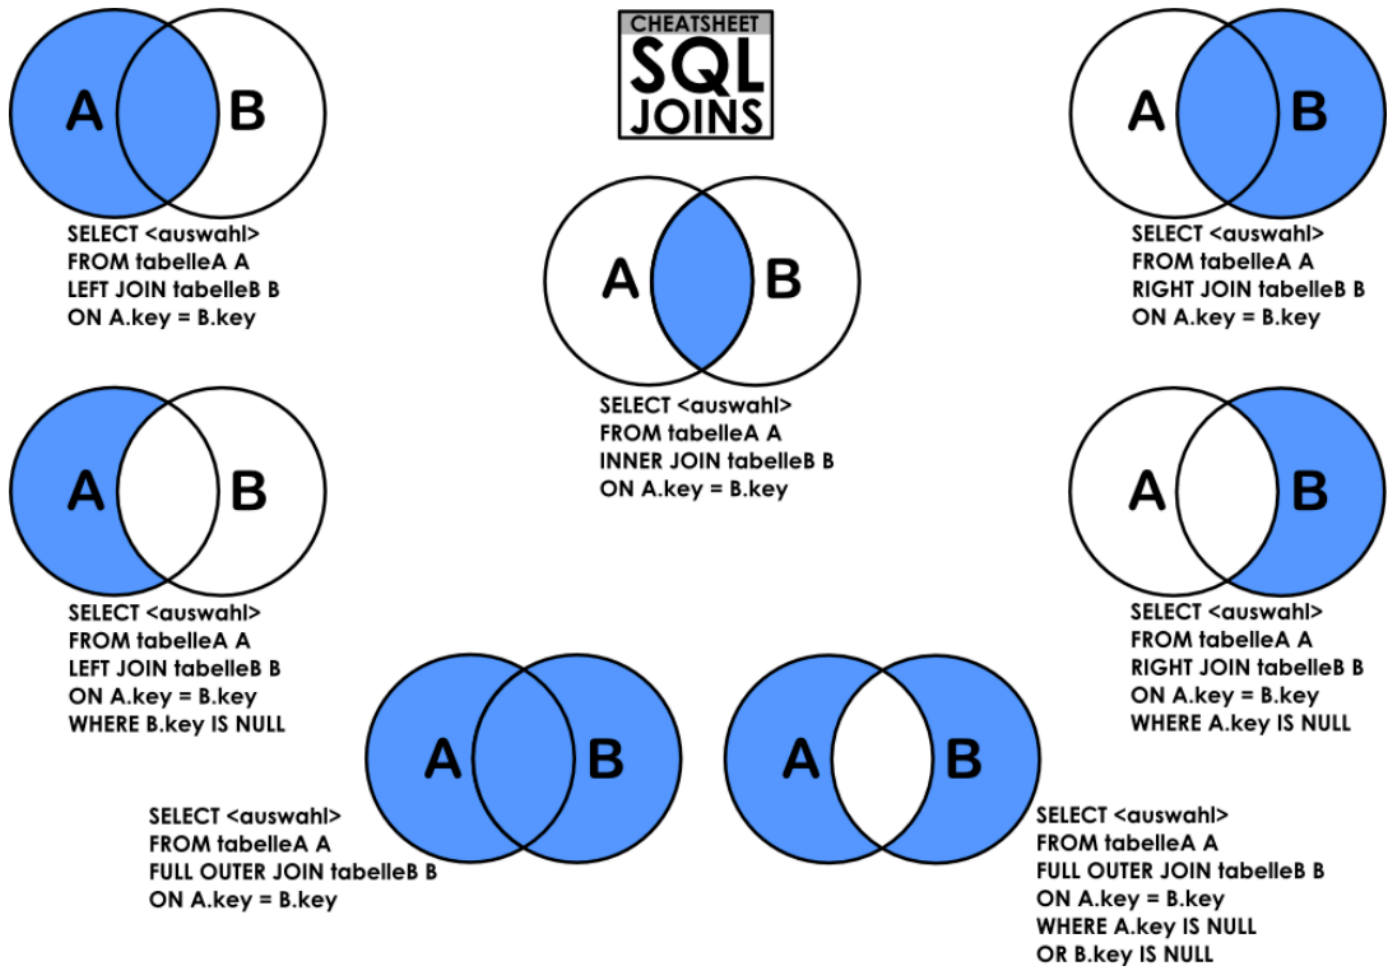 CHEATSHEET
SQL
JOINS
A B
SELECT <auswahl>
FROM tabelleA A
LEFT JOIN tabelleB B
ON A.key = B.key
A B
SELECT <auswahl>
FROM tabelleA A
INNER JOIN tabelleB B
ON A.key = B.key
A B
SELECT <auswahl>
FROM tabelleA A
RIGHT JOIN tabelleB B
ON A.key = B.key
A B
SELECT <auswahl>
FROM tabelleA A
LEFT JOIN tabelleB B
ON A.key = B.key
WHERE B.key IS NULL
A B
SELECT <auswahl>
FROM tabelleA A
RIGHT JOIN tabelleB B
ON A.key = B.key
WHERE A.key IS NULL
A B
SELECT <auswahl>
FROM tabelleA A
FULL OUTER JOIN tabelleB B
ON A.key = B.key
A B
SELECT <auswahl>
FROM tabelleA A
FULL OUTER JOIN tabelleB B
ON A.key = B.key
WHERE A.key IS NULL
OR B.key IS NULL